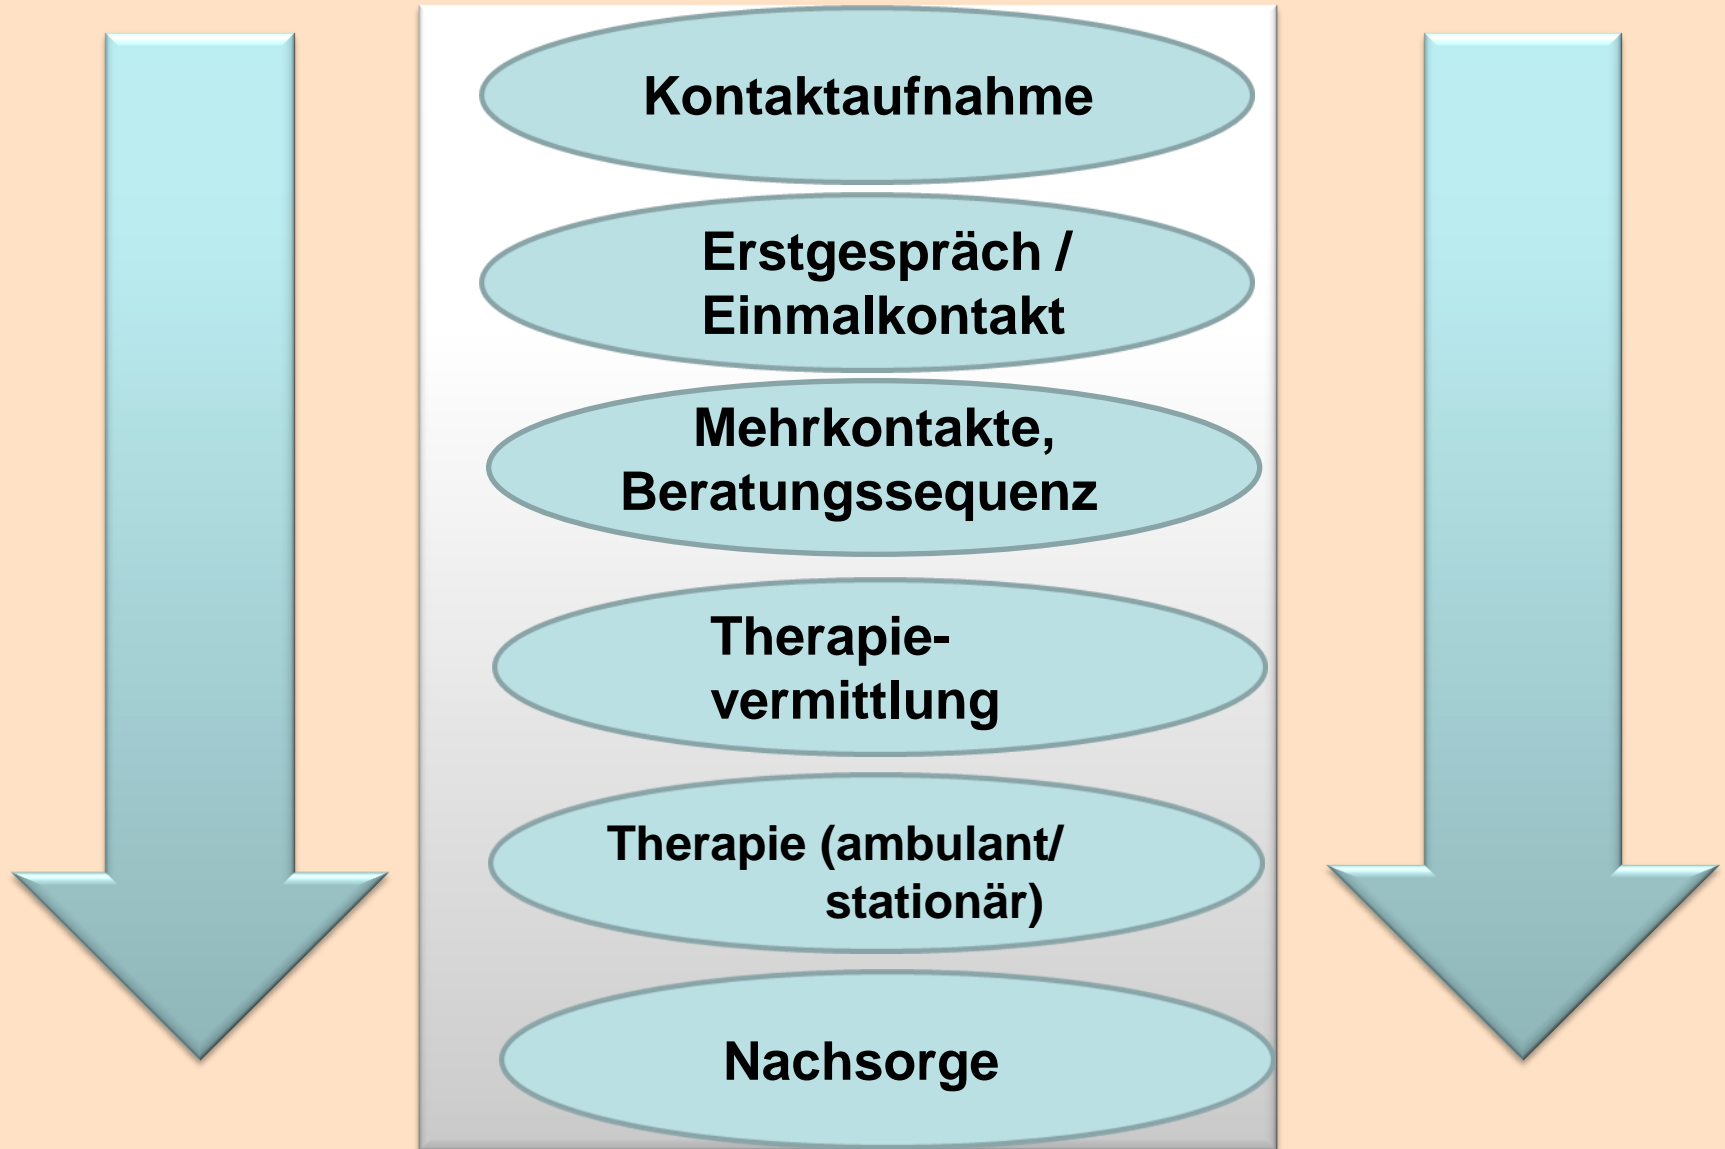 Kontaktaufnahme
Erstgespräch /
Einmalkontakt
Mehrkontakte,
Beratungssequenz
Therapie-
vermittlung
Therapie (ambulant/
stationär)
Nachsorge